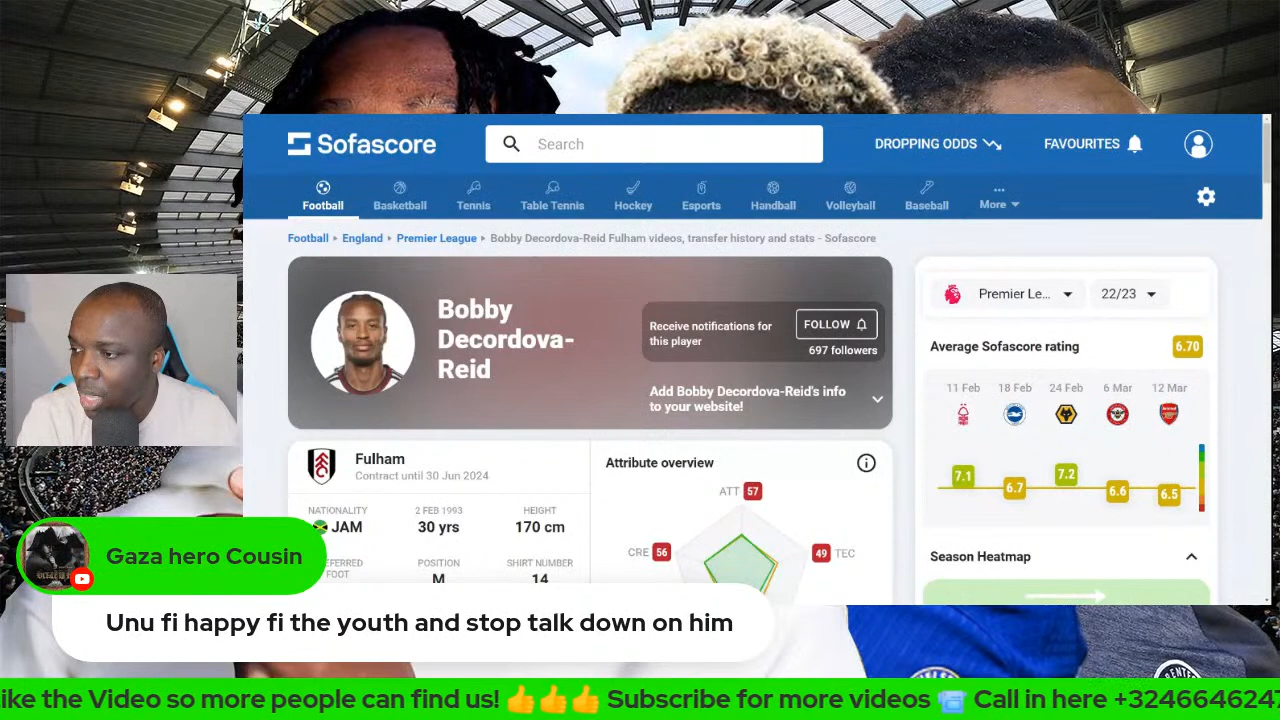 Sofascore
Search
DROPPING ODDS
FAVOURITES
Football
Basketball
Tennis
Table Tennis
Hockey
Esports
Handball
Volleyball
Baseball
More
Football
England
Premier League
Bobby Decordova-Reid Fulham videos, transfer history and stats - Sofascore
Bobby
Decordova-
Reid
Receive notifications for
this player
FOLLOW
697 followers
Add Bobby Decordova-Reid's info
to your website!
Premier Le...
22/23
Average Sofascore rating
6.70
11 Feb
18 Feb
24 Feb
6 Mar
12 Mar
7.1
6.7
7.2
6.6
6.5
Season Heatmap
Fulham
Contract until 30 Jun 2024
NATIONALITY
JAM
2 FEB 1993
30 yrs
HEIGHT
170 cm
FOOT
POSITION
M
SHIRT NUMBER
14
Attribute overview
ATT 57
CRE 56
49 TEC
Gaza hero Cousin
Unu fi happy fi the youth and stop talk down on him
ike the Video so more people can find us! 👍👍👍 Subscribe for more videos Call in here +324664624